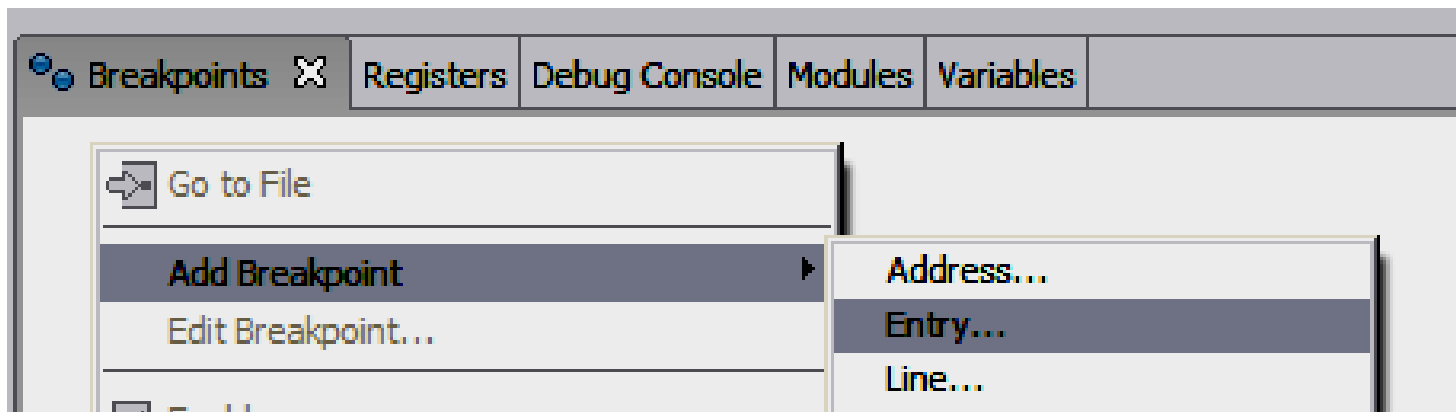 Breakpoints Registers Debug Console Modules Variables
Go to File
Add Breakpoint
Address...
Edit Breakpoint...
Entry...
Line...